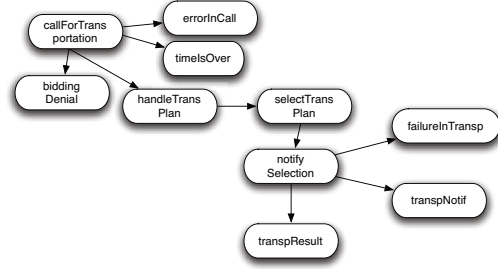 callForTrans
portation
errorInCall
timeIsOver
bidding
Denial
handleTrans
Plan
selectTrans
Plan
notify
Selection
failureInTransp
transpNotif
transpResult